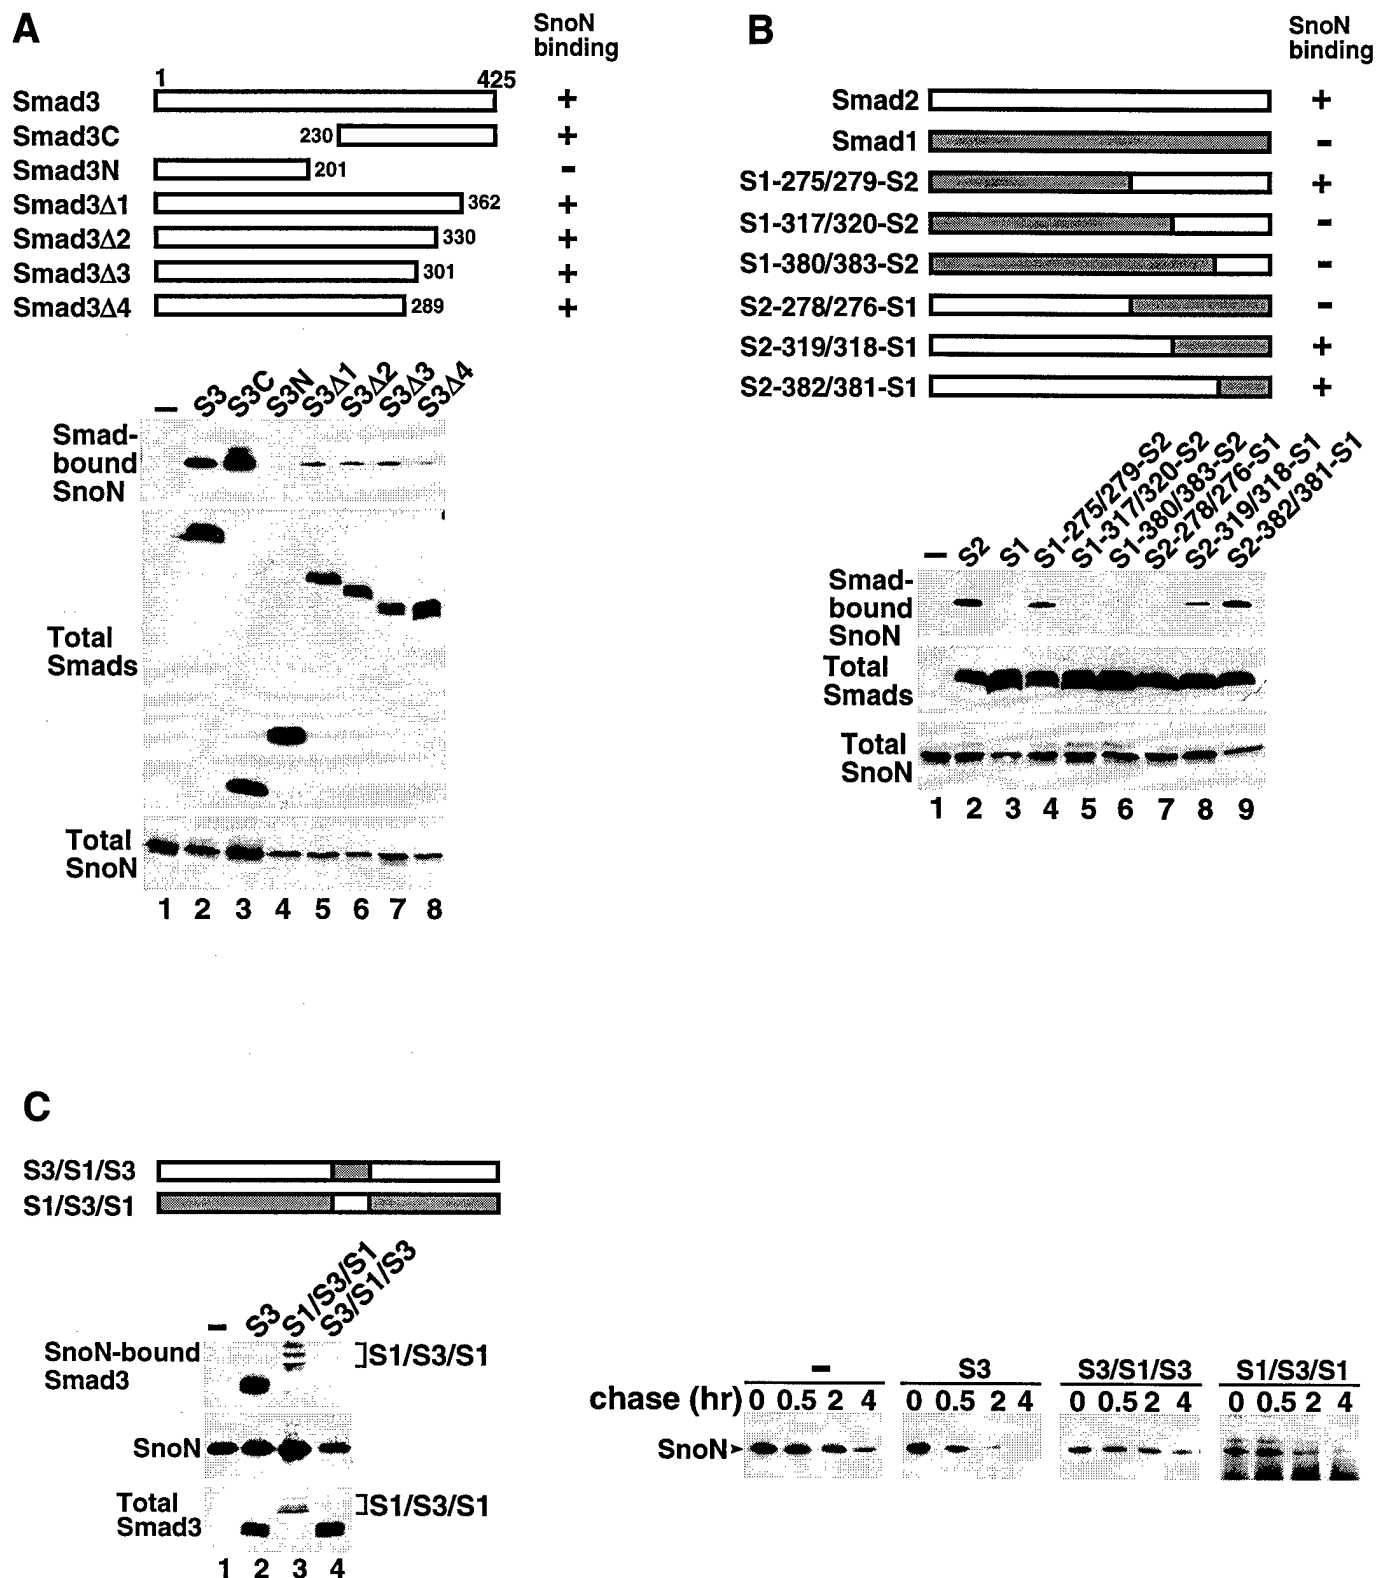 A
SnoN
binding
1 425
Smad3 +
Smad3C 230 +
Smad3N 201 -
Smad3Δ1 362 +
Smad3Δ2 330 +
Smad3Δ3 301 +
Smad3Δ4 289 +
– S3 S3C S3N S3Δ1 S3Δ2 S3Δ3 S3Δ4
Smad-
bound
SnoN
Total
Smads
Total
SnoN
1 2 3 4 5 6 7 8
B
SnoN
binding
Smad2 +
Smad1 -
S1-275/279-S2 +
S1-317/320-S2 -
S1-380/383-S2 -
S2-278/276-S1 -
S2-319/318-S1 +
S2-382/381-S1 +
– S2 S1 S1-275/279-S2 S1-317/320-S2 S1-380/383-S2 S2-278/276-S1 S2-319/318-S1 S2-382/381-S1
Smad-
bound
SnoN
Total
Smads
Total
SnoN
1 2 3 4 5 6 7 8 9
C
S3/S1/S3
S1/S3/S1
– S3 S1/S3/S1 S3/S1/S3
SnoN-bound
Smad3
]S1/S3/S1
SnoN
Total
Smad3
]S1/S3/S1
1 2 3 4
– S3 S3/S1/S3 S1/S3/S1
chase (hr) 0 0.5 2 4 0 0.5 2 4 0 0.5 2 4 0 0.5 2 4
SnoN